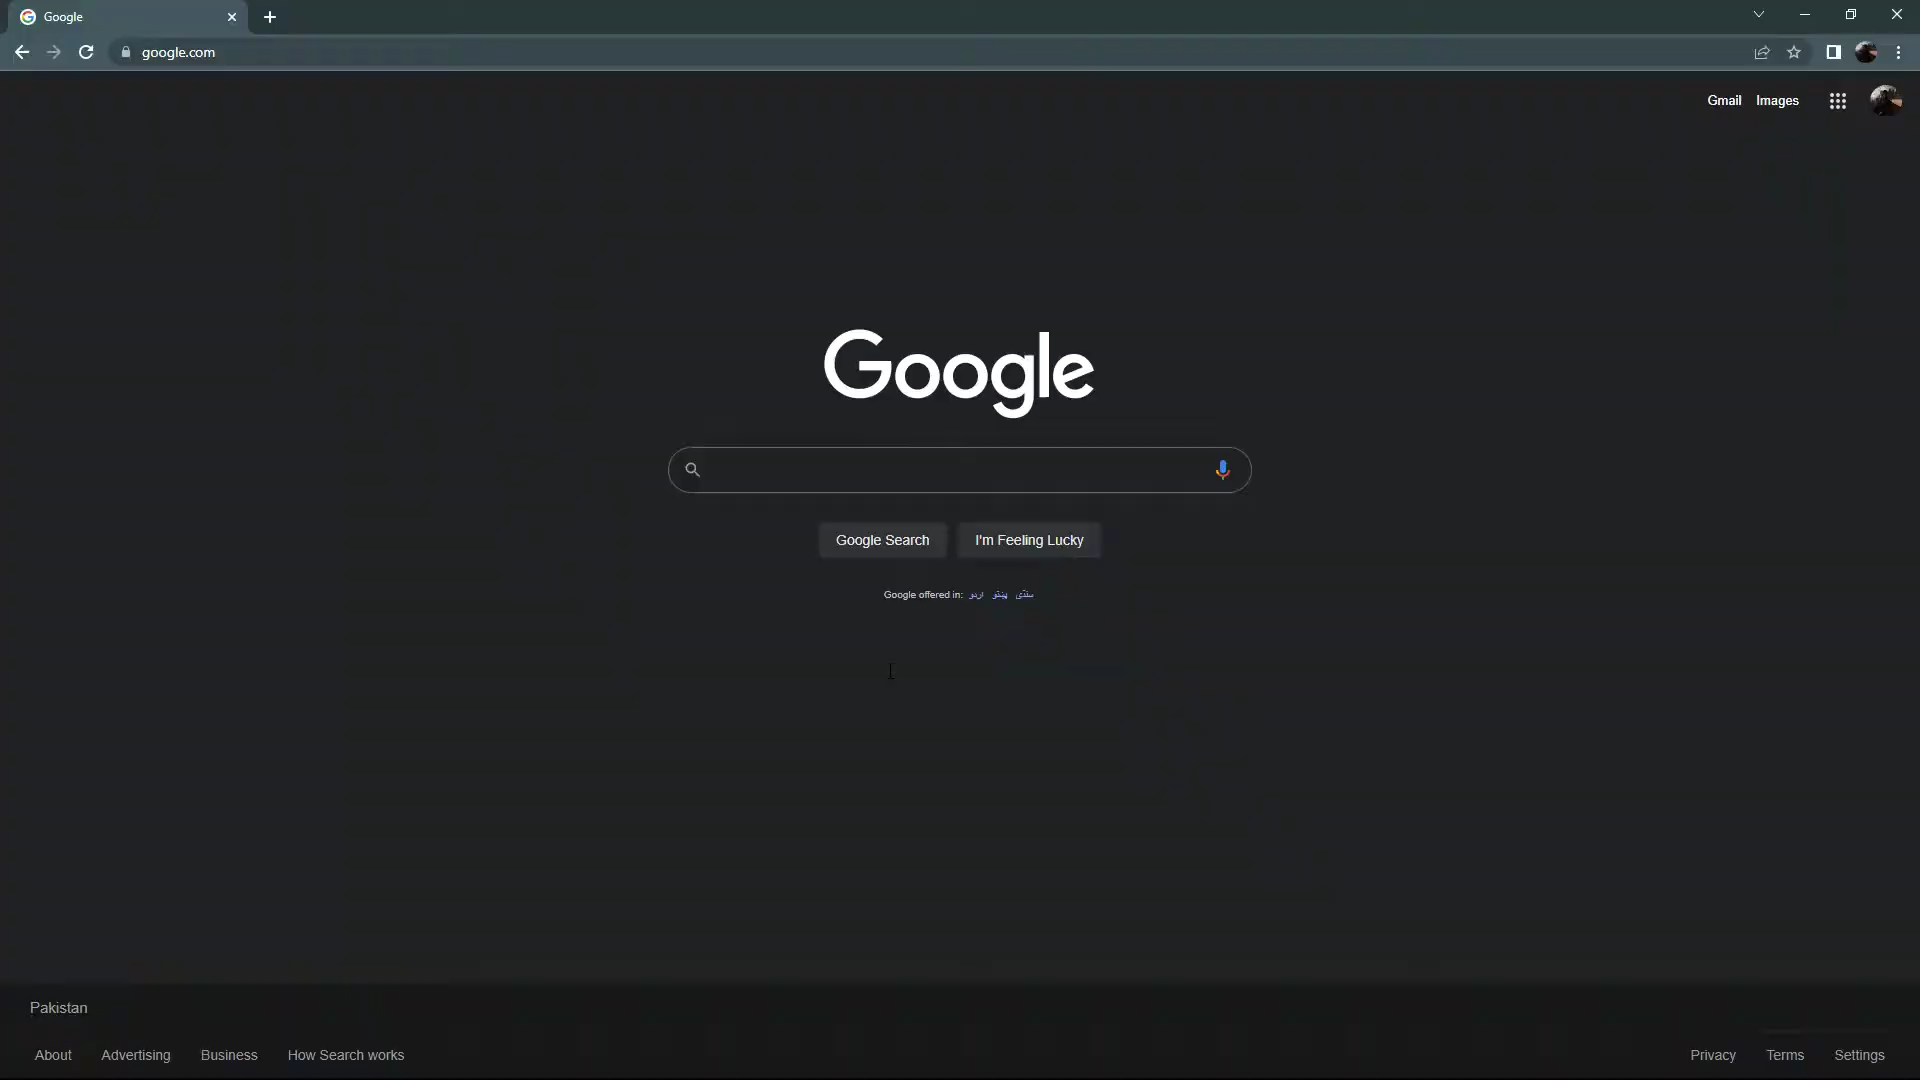 Google
google.com
Gmail Images
Google
Google Search I'm Feeling Lucky
Google offered in: اردو پښتو سنڌي
Pakistan
About Advertising Business How Search works Privacy Terms Settings